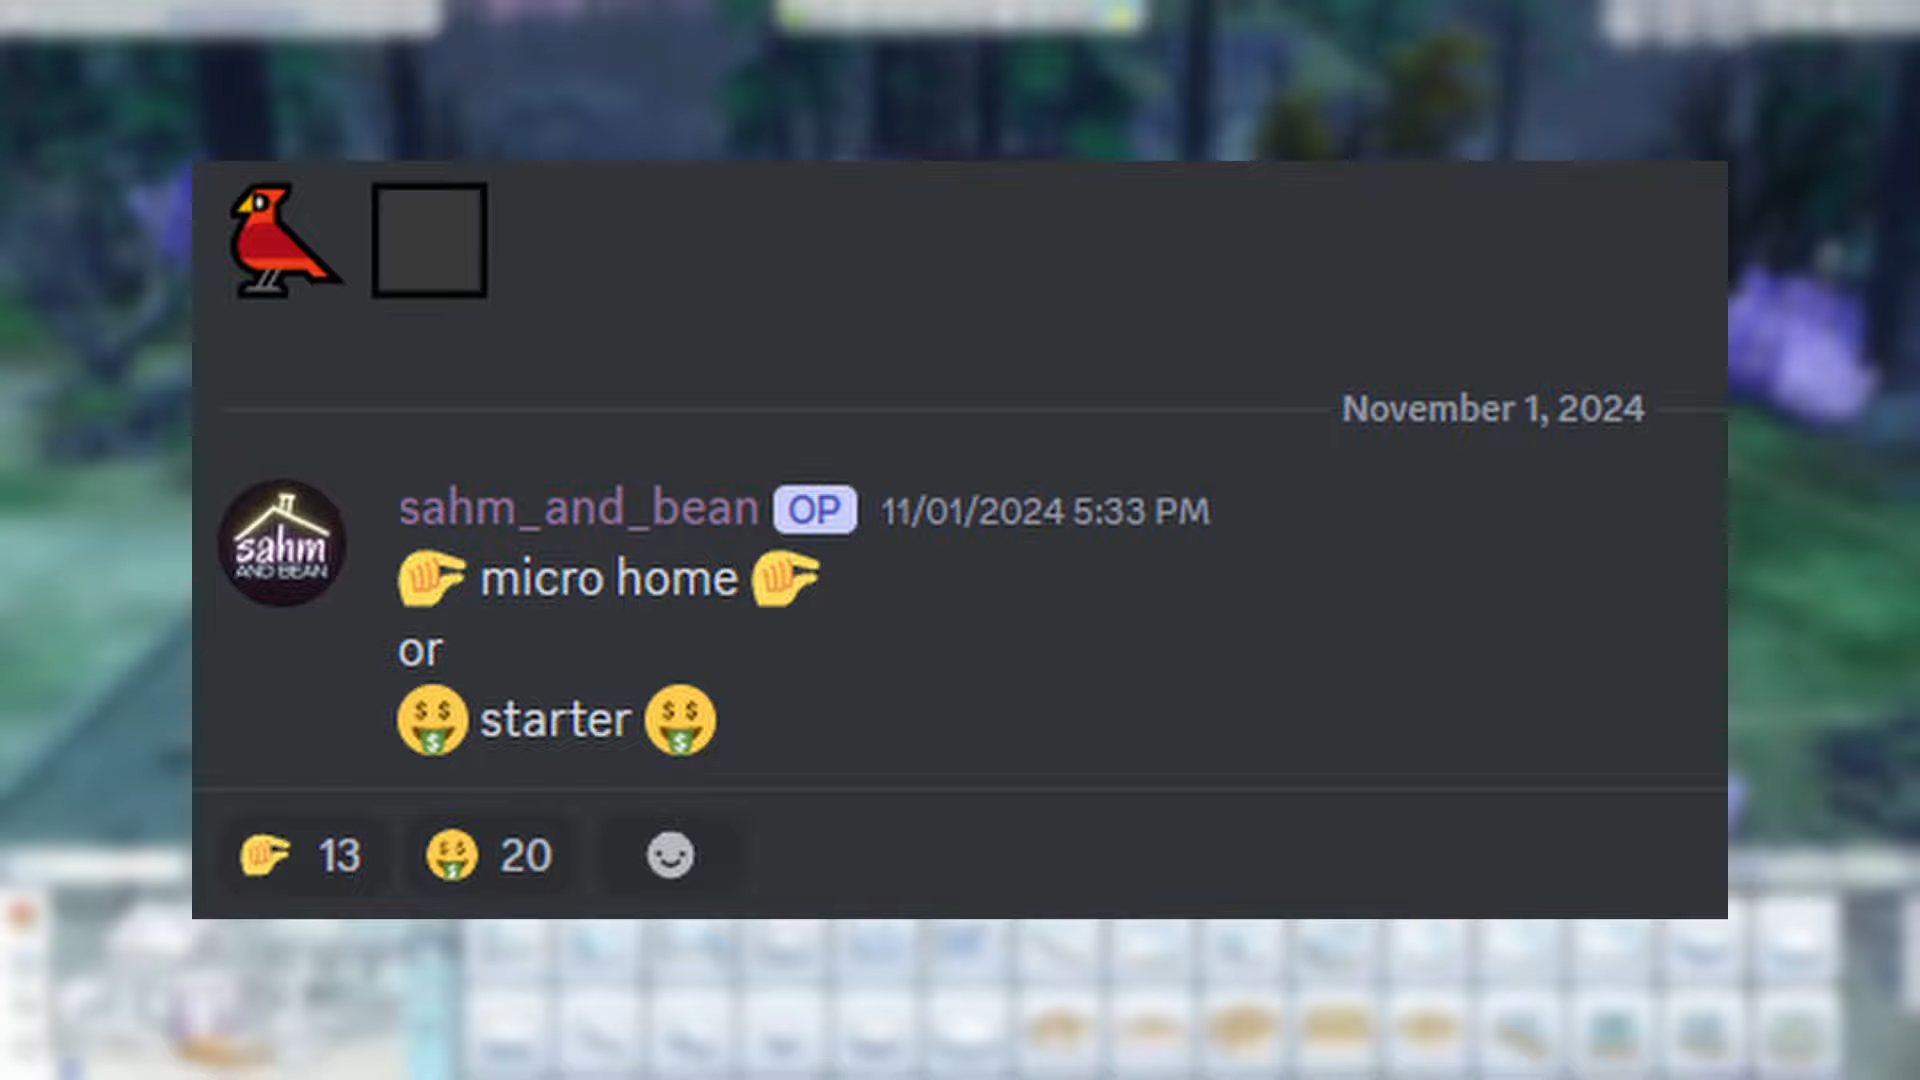 November 1, 2024
sahm
AND BEAN
sahm_and_bean OP 11/01/2024 5:33 PM
🤏 micro home 🤏
or
🤑 starter 🤑
🤏 13 🤑 20